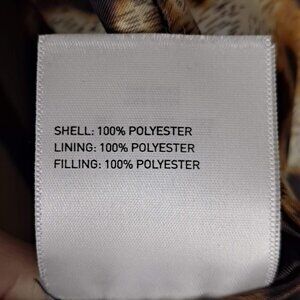 SHELL: 100% POLYESTER
LINING: 100% POLYESTER
FILLING: 100% POLYESTER